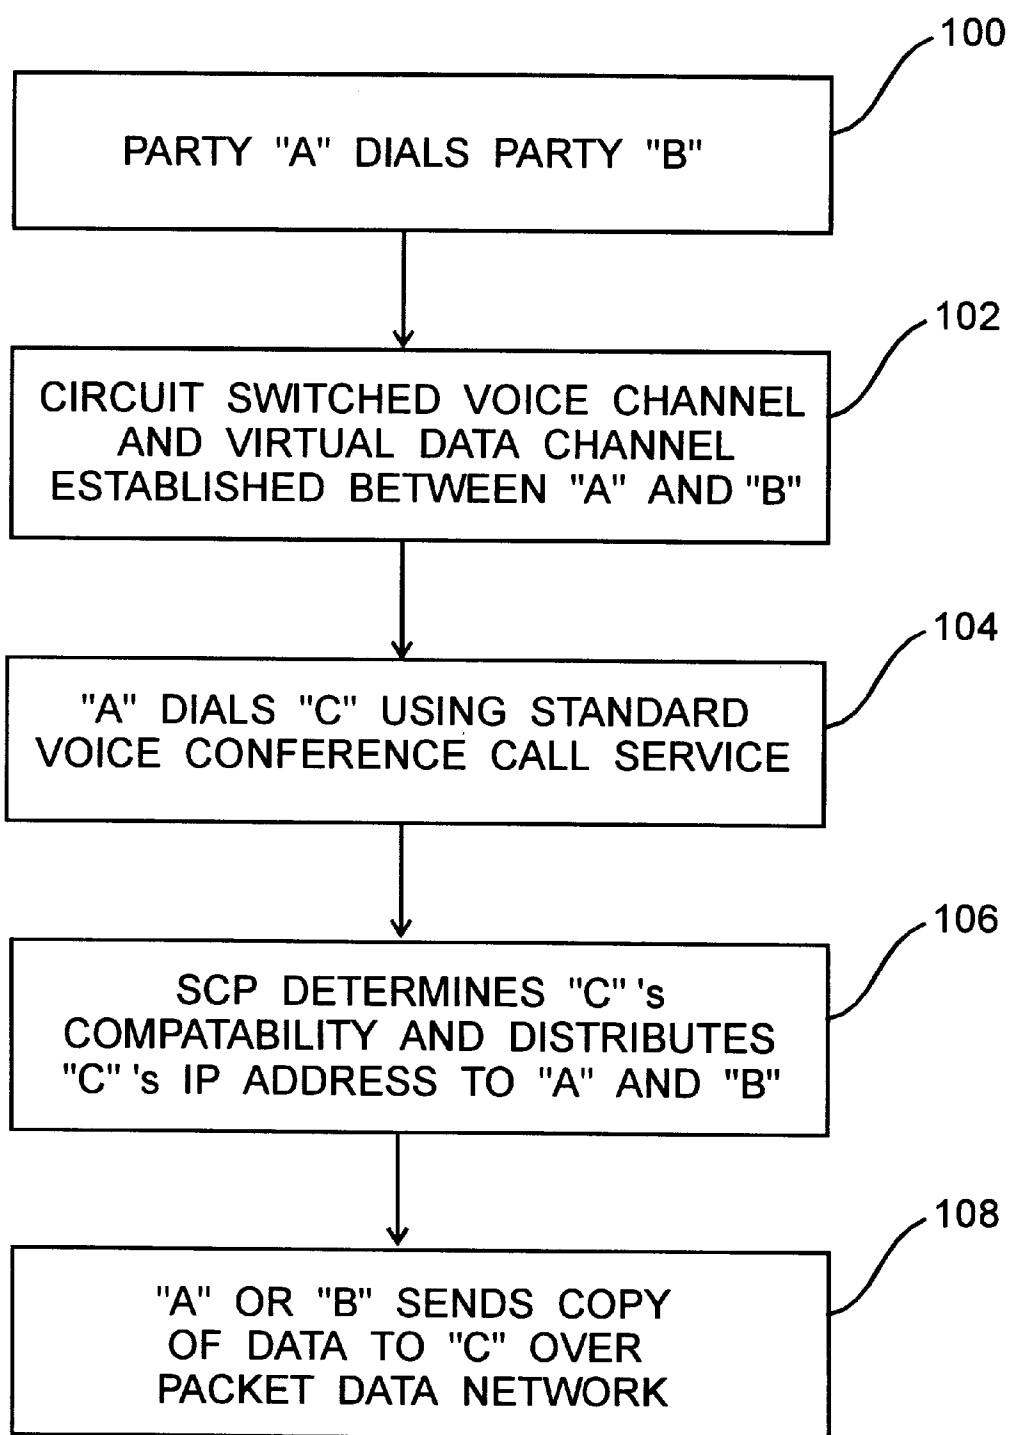 100
PARTY "A" DIALS PARTY "B"
102
CIRCUIT SWITCHED VOICE CHANNEL
AND VIRTUAL DATA CHANNEL
ESTABLISHED BETWEEN "A" AND "B"
104
"A" DIALS "C" USING STANDARD
VOICE CONFERENCE CALL SERVICE
106
SCP DETERMINES "C" 's
COMPATABILITY AND DISTRIBUTES
"C" 's IP ADDRESS TO "A" AND "B"
108
"A" OR "B" SENDS COPY
OF DATA TO "C" OVER
PACKET DATA NETWORK